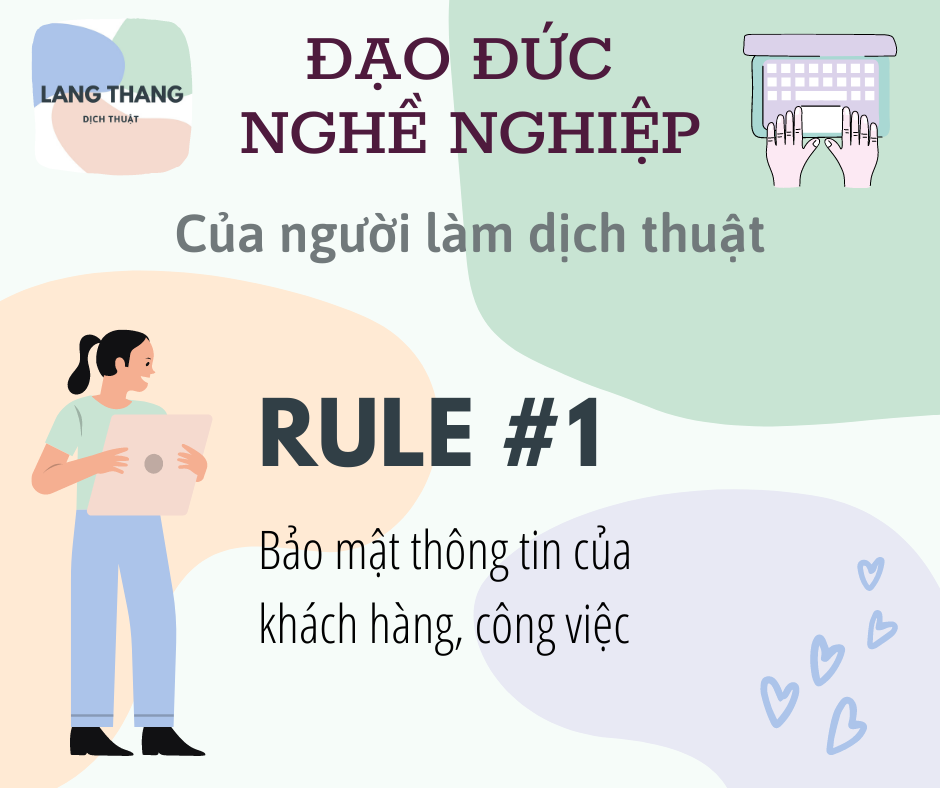 LANG THANG
DỊCH THUẬT
ĐẠO ĐỨC
NGHỀ NGHIỆP
Của người làm dịch thuật
RULE #1
Bảo mật thông tin của
khách hàng, công việc